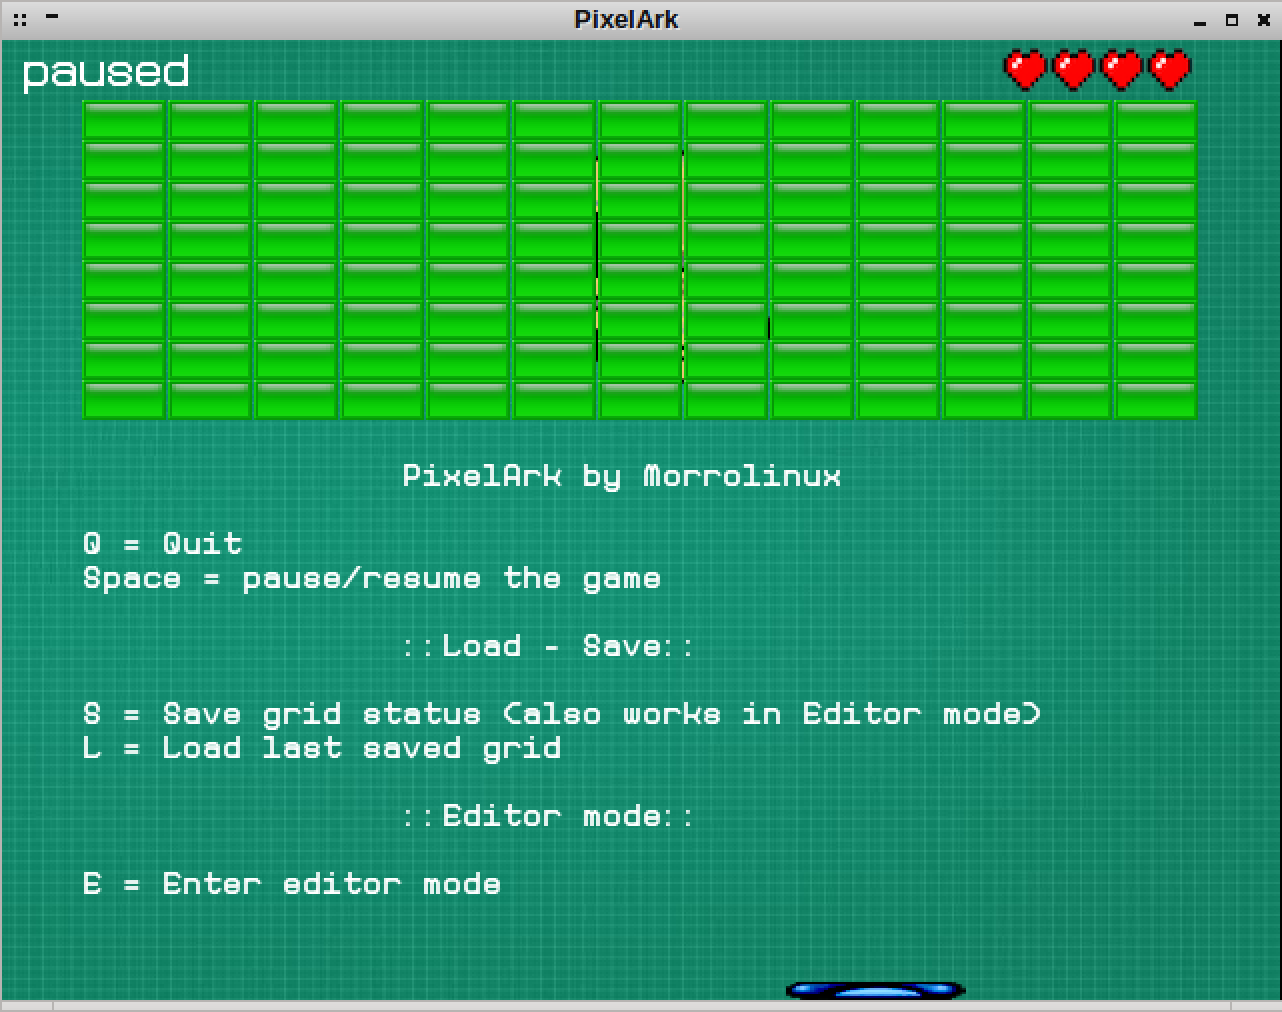 PixelArk
paused
PixelArk by Morrolinux
Q = Quit
Space = pause/resume the game
::Load - Save::
S = Save grid status (Also works in Editor mode)
L = Load last saved grid
::Editor mode::
E = Enter editor mode